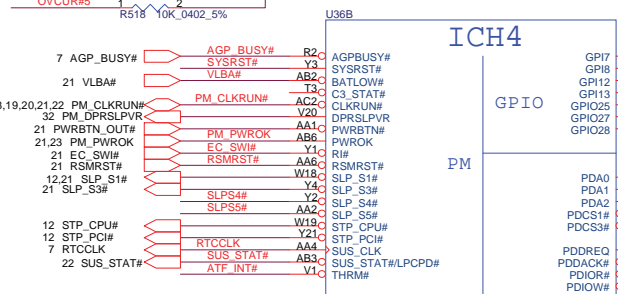 OVCUR#5 1 2
R518 10K_0402_5%
U36B
ICH4
7 AGP_BUSY# AGP_BUSY# R2 AGPBUSY# GPI7
SYSRST# Y3 SYSRST# GPI8
21 VLBA# VLBA# AB2 BATLOW# GPI12
T3 C3_STAT# GPI13
,19,20,21,22 PM_CLKRUN# PM_CLKRUN# AC2 CLKRUN# GPIO GPIO25
32 PM_DPRSLPVR V20 DPRSLPVR GPIO27
21 PWRBTN_OUT# AA1 PWRBTN# GPIO28
21,23 PM_PWROK PM_PWROK AB6 PWROK
21 EC_SWI# EC_SWI# Y1 RI# PM
21 RSMRST# RSMRST# AA6 RSMRST#
12,21 SLP_S1# W18 SLP_S1# PDA0
21 SLP_S3# Y4 SLP_S3# PDA1
SLPS4# Y2 SLP_S4# PDA2
SLPS5# AA2 SLP_S5# PDCS1#
12 STP_CPU# W19 STP_CPU# PDCS3#
12 STP_PCI# Y21 STP_PCI#
7 RTCCLK RTCCLK AA4 SUS_CLK PDDREQ
22 SUS_STAT# SUS_STAT# AB3 SUS_STAT#/LPCPD# PDDACK#
ATF_INT# V1 THRM# PDIOR#
PDIOW#